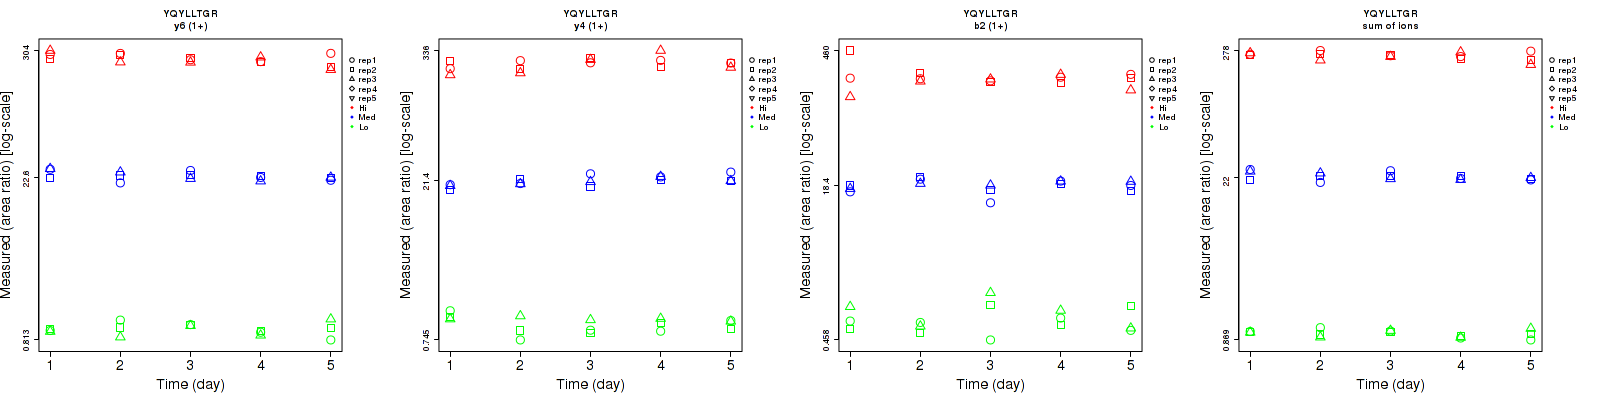 YQYLLTGR
y6 (1+)
Measured (area ratio) [log-scale]
304
22.6
0.813
1 2 3 4 5
Time (day)
rep1
rep2
rep3
rep4
rep5
Hi
Med
Lo
YQYLLTGR
y4 (1+)
Measured (area ratio) [log-scale]
336
21.4
0.745
1 2 3 4 5
Time (day)
rep1
rep2
rep3
rep4
rep5
Hi
Med
Lo
YQYLLTGR
b2 (1+)
Measured (area ratio) [log-scale]
460
18.4
0.458
1 2 3 4 5
Time (day)
rep1
rep2
rep3
rep4
rep5
Hi
Med
Lo
YQYLLTGR
sum of ions
Measured (area ratio) [log-scale]
278
22
0.869
1 2 3 4 5
Time (day)
rep1
rep2
rep3
rep4
rep5
Hi
Med
Lo